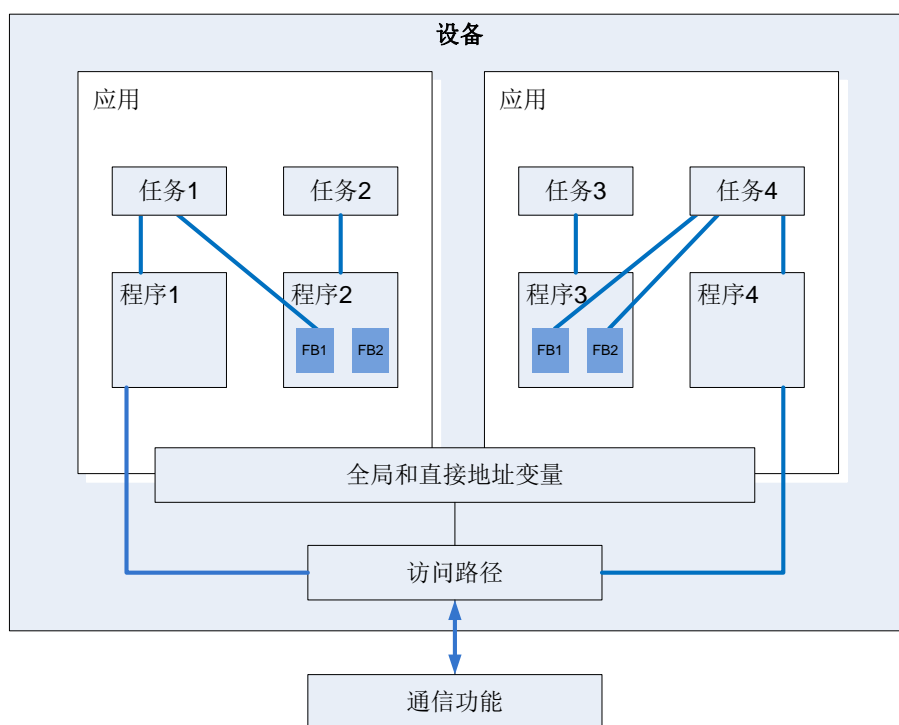 设备
应用
应用
任务1
任务2
任务3
任务4
程序1
程序2
程序3
程序4
FB1
FB2
FB1
FB2
全局和直接地址变量
访问路径
通信功能